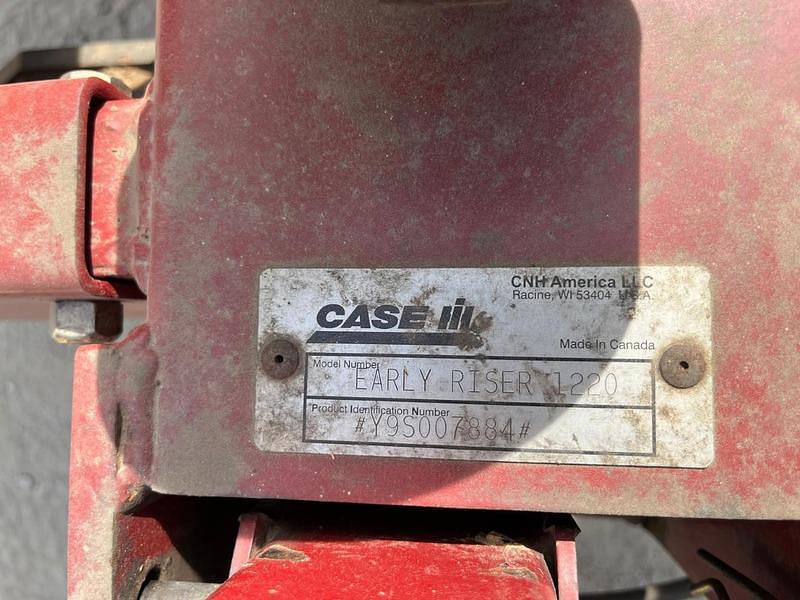 CNH America LLC
Racine, WI 53404 U.S.A.
CASE IH
Made In Canada
Model Number
EARLY RISER 1220
Product Identification Number
#Y9S007884#